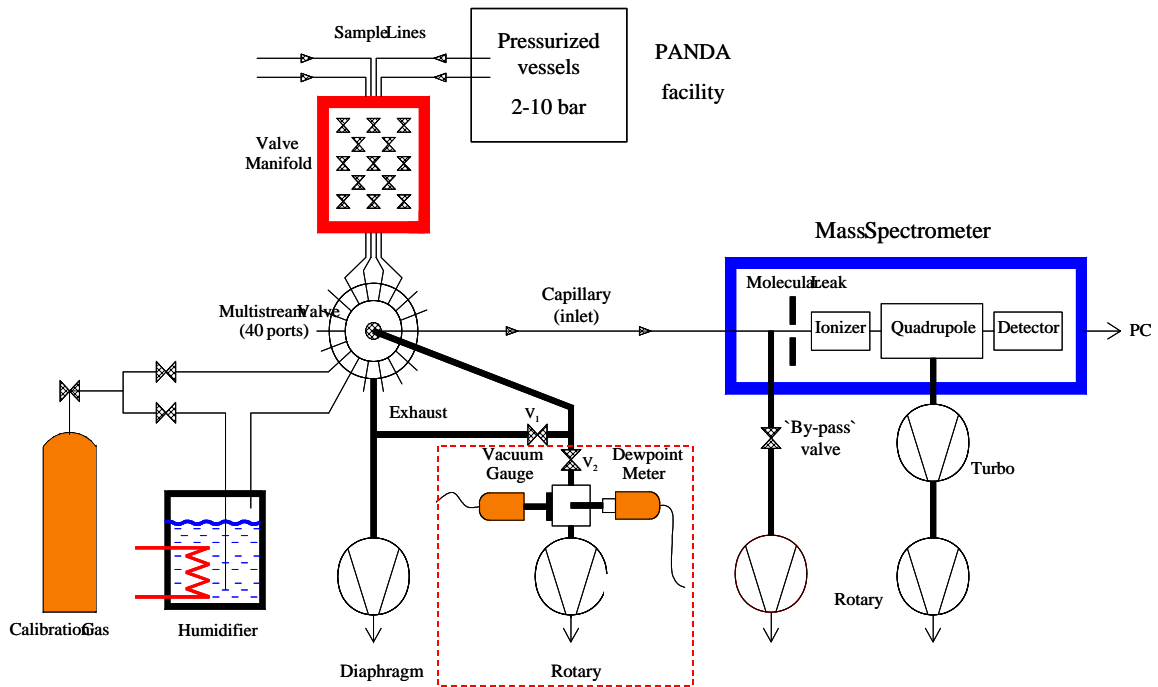 SampleLines
Pressurized
vessels
2-10 bar
PANDA
facility
Valve
Manifold
MassSpectrometer
Molecular Leak
Capillary
(inlet)
Multistream Valve
(40 ports)
Ionizer
Quadrupole
Detector
PC
Exhaust
V1
V2
Vacuum
Gauge
Dewpoint
Meter
`By-pass`
valve
Turbo
Calibration Gas
Humidifier
Diaphragm
Rotary
Rotary